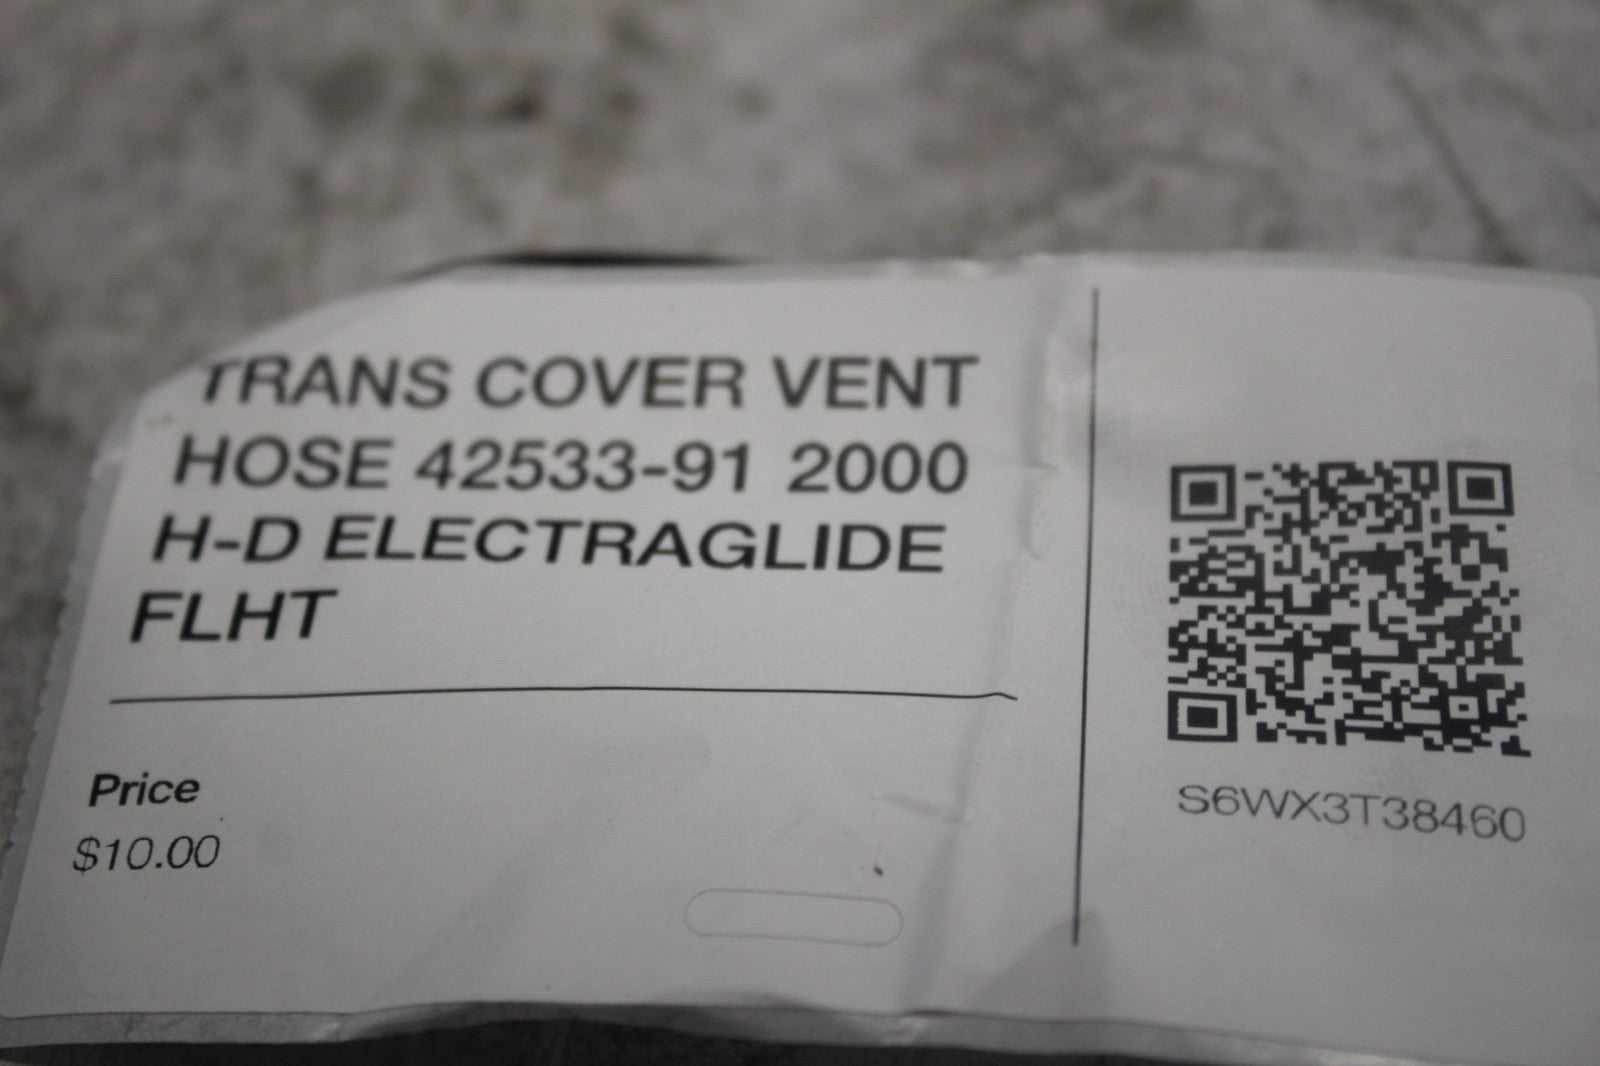 TRANS COVER VENT
HOSE 42533-91 2000
H-D ELECTRAGLIDE
FLHT
Price
$10.00
S6WX3T38460